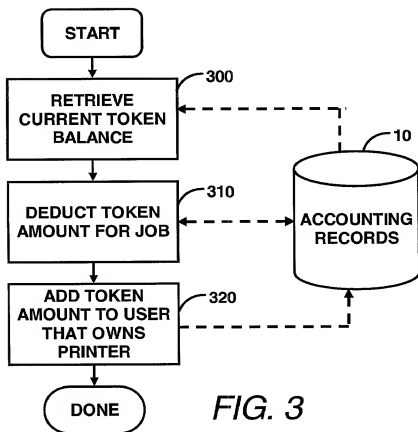 START
300
RETRIEVE
CURRENT TOKEN
BALANCE
10
310
DEDUCT TOKEN
AMOUNT FOR JOB
ACCOUNTING
RECORDS
320
ADD TOKEN
AMOUNT TO USER
THAT OWNS
PRINTER
DONE
FIG. 3